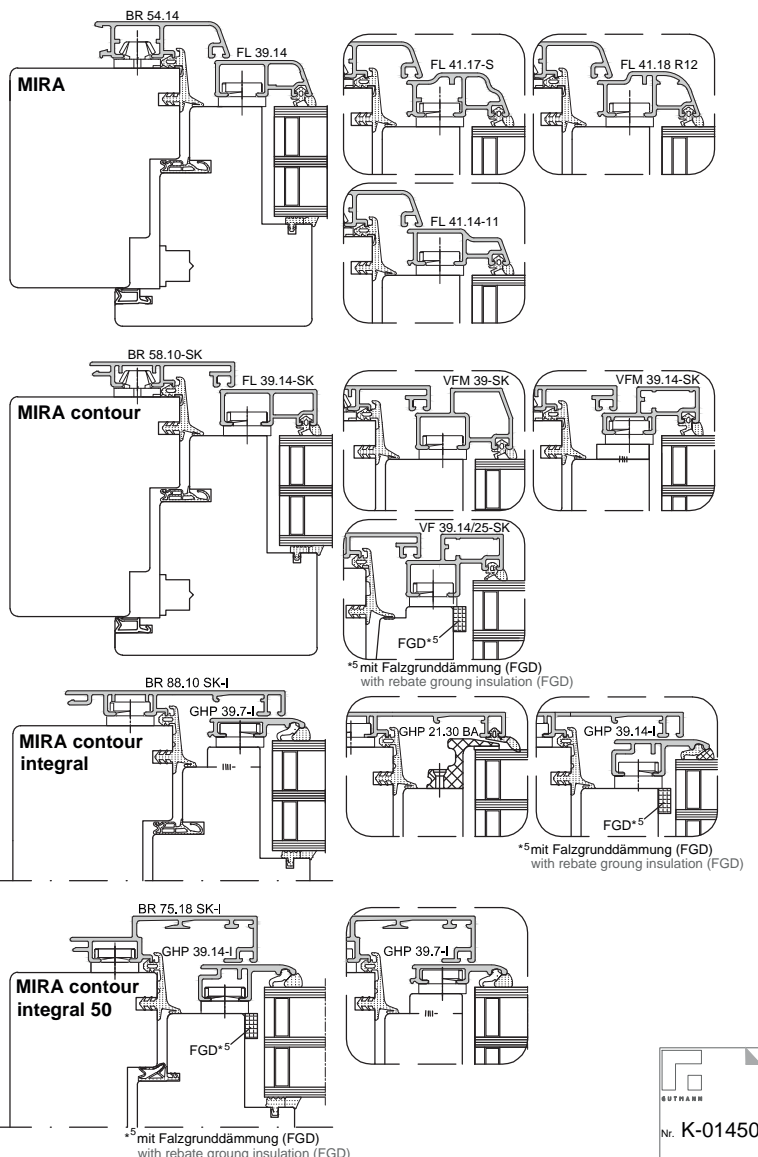 BR 54.14
FL 39.14
MIRA
FL 41.17-S
FL 41.18 R12
FL 41.14-11
BR 58.10-SK
FL 39.14-SK
MIRA contour
VFM 39-SK
VFM 39.14-SK
VF 39.14/25-SK
FGD*5
*5 mit Falzgrunddämmung (FGD)
with rebate groung insulation (FGD)
BR 88.10 SK-I
GHP 39.7-I
MIRA contour
integral
GHP 21.30 BA
GHP 39.14-I
FGD*5
*5 mit Falzgrunddämmung (FGD)
with rebate groung insulation (FGD)
BR 75.18 SK-I
GHP 39.14-I
MIRA contour
integral 50
FGD*5
GHP 39.7-I
*5 mit Falzgrunddämmung (FGD)
with rebate groung insulation (FGD)
GUTMANN
Nr. K-01450